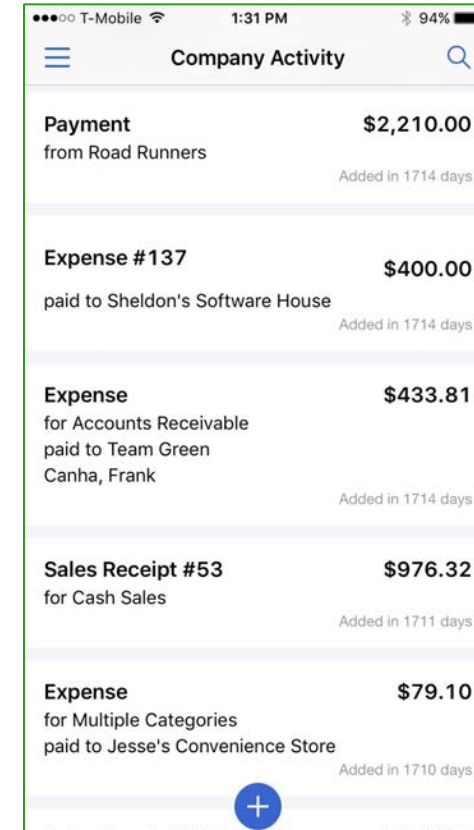 T-Mobile 1:31 PM 94%
Company Activity
Payment $2,210.00
from Road Runners
Added in 1714 days
Expense #137
$400.00
paid to Sheldon's Software House
Added in 1714 days
Expense $433.81
for Accounts Receivable
paid to Team Green
Canha, Frank
Added in 1714 days
Sales Receipt #53 $976.32
for Cash Sales
Added in 1711 days
Expense $79.10
for Multiple Categories
paid to Jesse's Convenience Store
Added in 1710 days
+